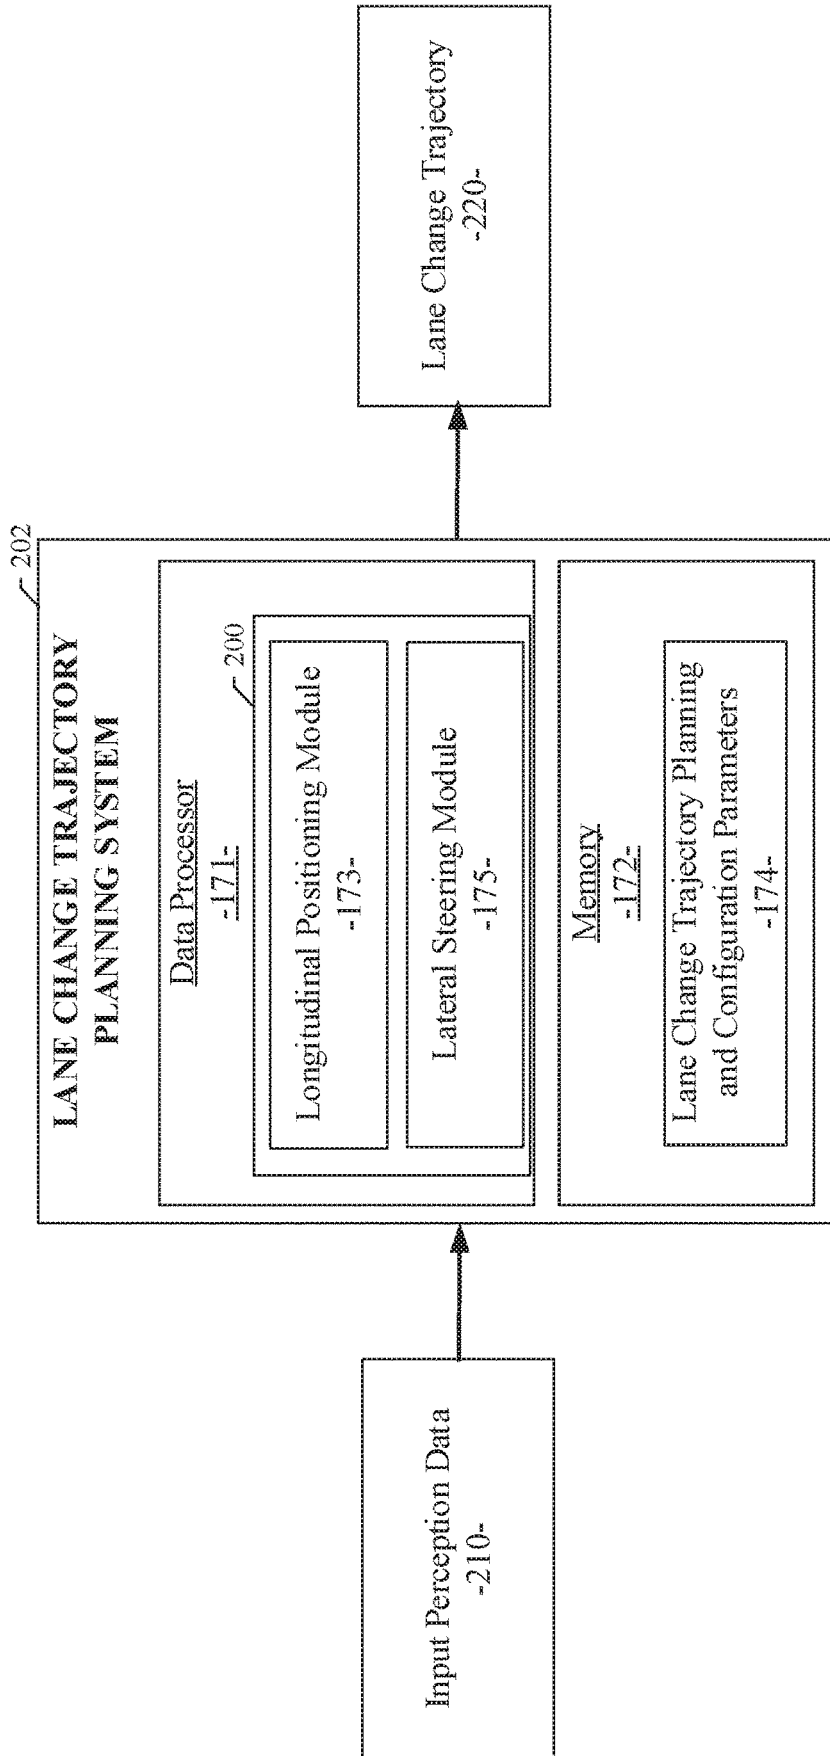 Input Perception Data
-210-
202
LANE CHANGE TRAJECTORY
PLANNING SYSTEM
Data Processor
-171-
200
Longitudinal Positioning Module
-173-
Lateral Steering Module
-175-
Memory
-172-
Lane Change Trajectory Planning
and Configuration Parameters
-174-
Lane Change Trajectory
-220-